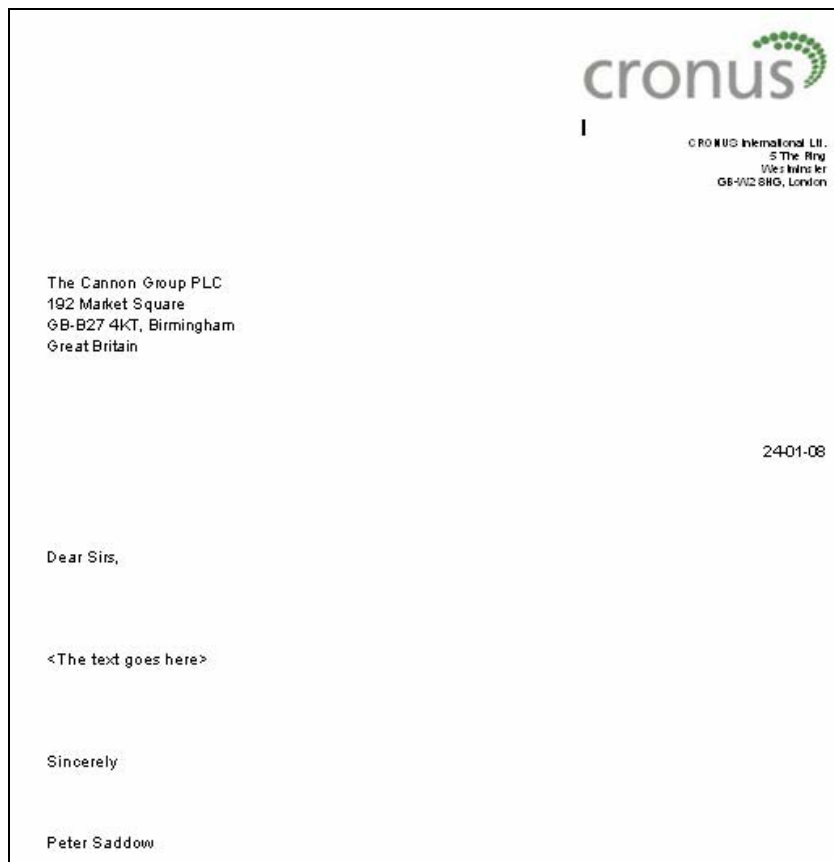 cronus
CRONUS International Ltd.
5 The Ring
Westminster
GB-W2 8HG, London
The Cannon Group PLC
192 Market Square
GB-B27 4KT, Birmingham
Great Britain
24-01-08
Dear Sirs,
<The text goes here>
Sincerely
Peter Saddow